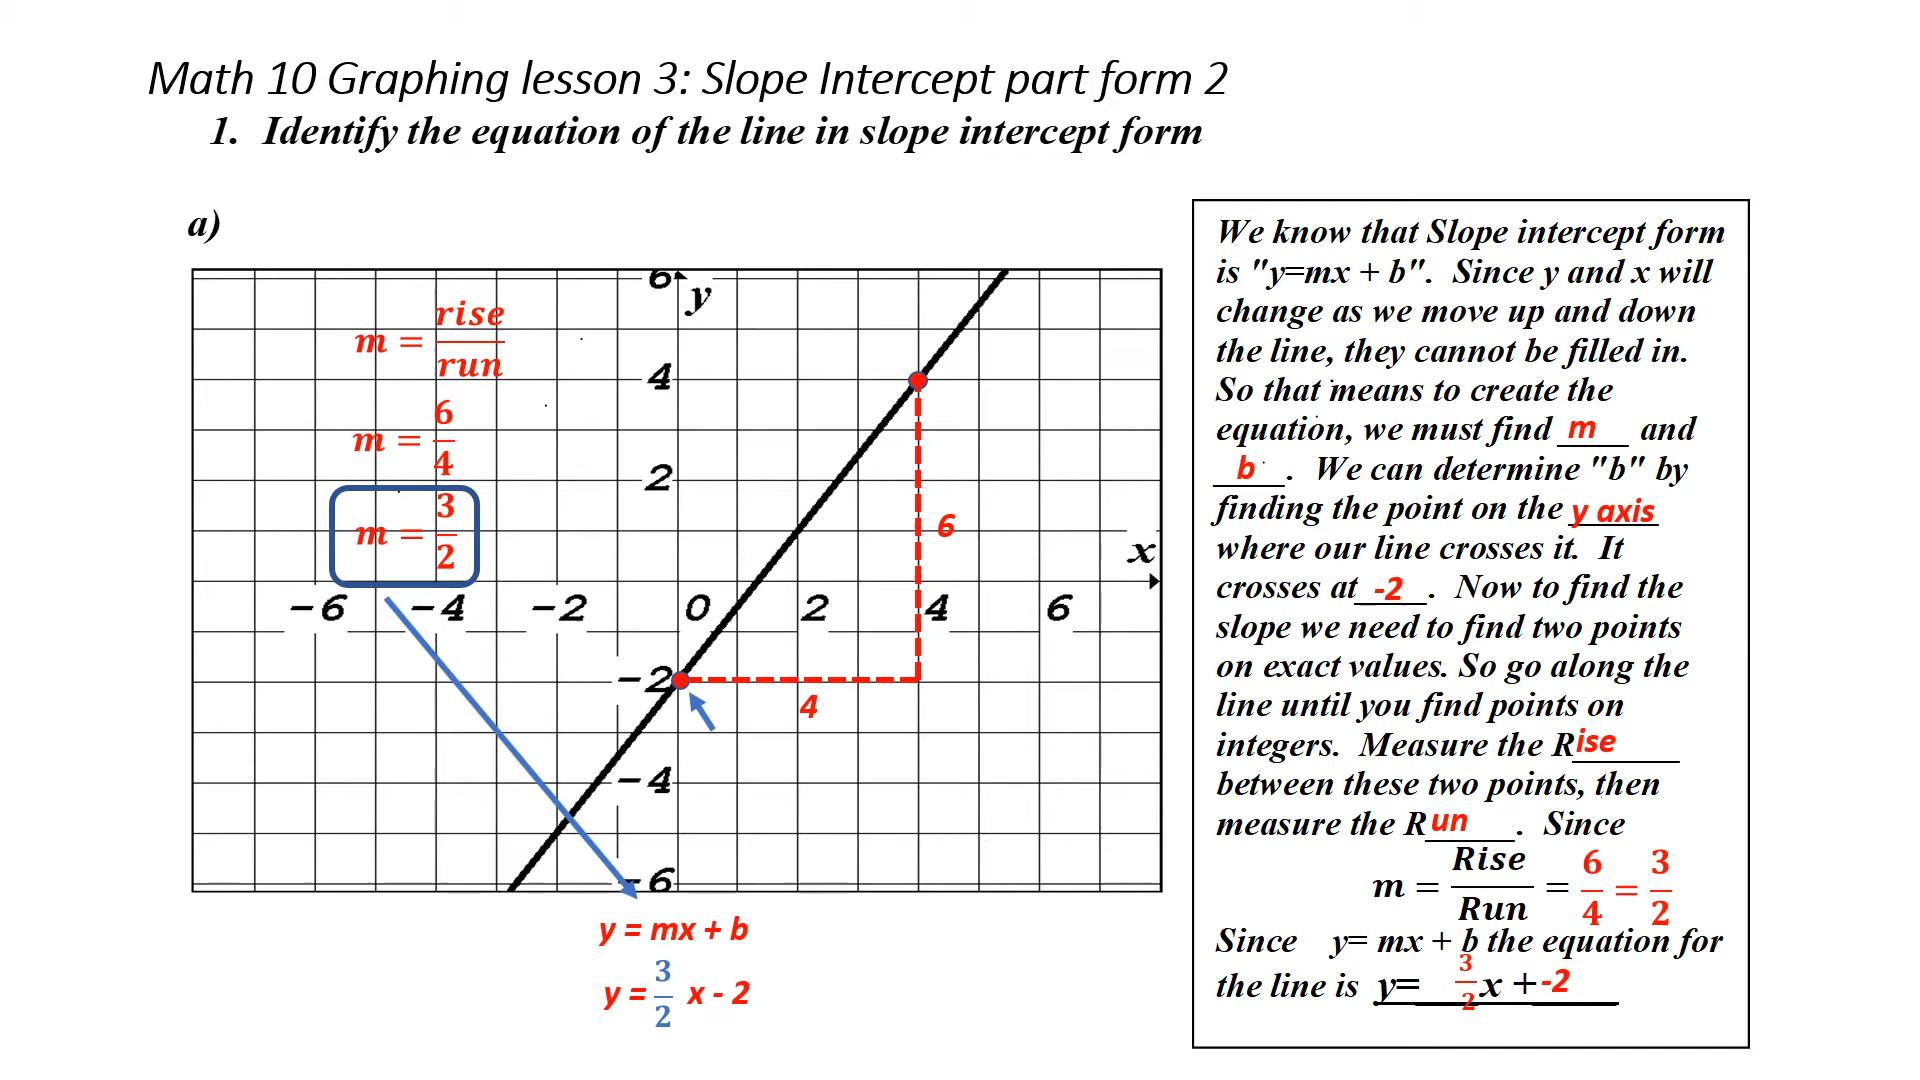 Math 10 Graphing lesson 3: Slope Intercept part form 2
1. Identify the equation of the line in slope intercept form
a)
m = rise/run
m = 6/4
m = 3/2
6
y
4
2
6
x
-6 -4 -2 0 2 4 6
-2
4
-4
-6
y = mx + b
y = 3/2 x - 2
We know that Slope intercept form
is "y=mx + b". Since y and x will
change as we move up and down
the line, they cannot be filled in.
So that means to create the
equation, we must find m and
b. We can determine "b" by
finding the point on the y axis
where our line crosses it. It
crosses at -2. Now to find the
slope we need to find two points
on exact values. So go along the
line until you find points on
integers. Measure the Rise
between these two points, then
measure the Run. Since
m = Rise/Run = 6/4 = 3/2
Since y= mx + b the equation for
the line is y= 3/2 x + -2